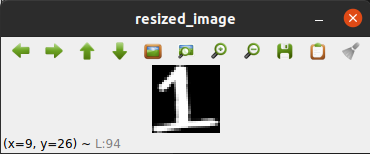 resized_image
1
(x=9, y=26) ~ L:94